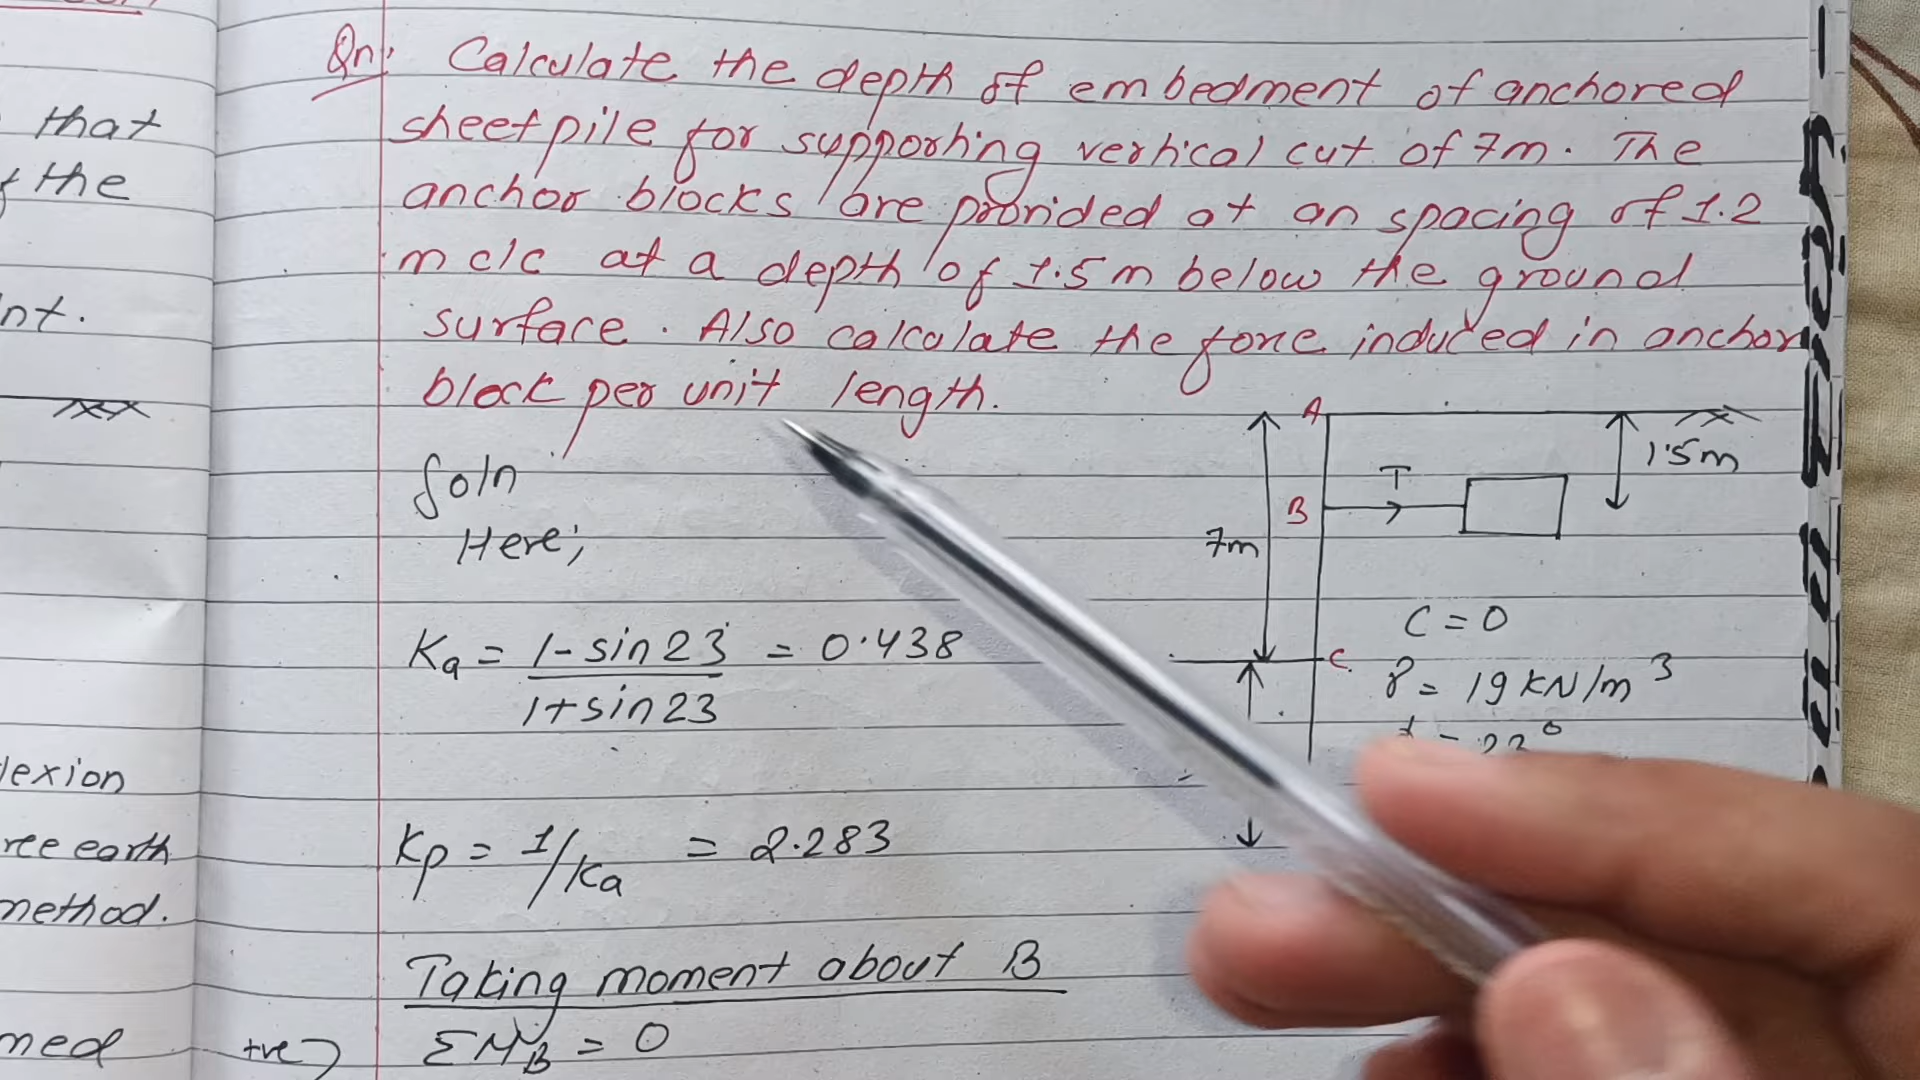 that
the
nt.
lexion
ree earth
method.
med
Qn: Calculate the depth of embedment of anchored
sheetpile for supporting vertical cut of 7m. The
anchor blocks are provided at an spacing of 1.2
m c/c at a depth of 1.5m below the ground
surface. Also calculate the force induced in anchor
block per unit length.
Soln
Here;
Ka = 1-sin23 / 1+sin23 = 0.438
Kp = 1/Ka = 2.283
Taking moment about B
+ve ΣMB = 0
A
1.5m
T
B
7m
C = 0
C
γ = 19 KN/m³